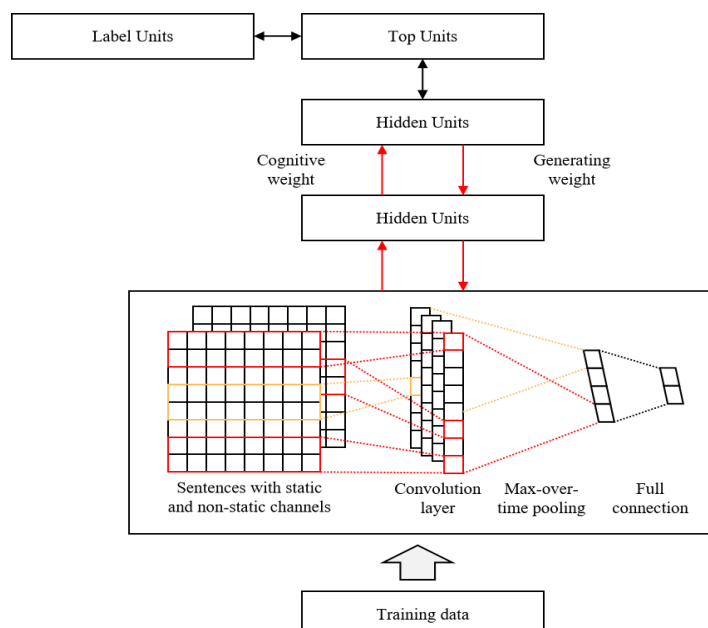 Label Units
Top Units
Hidden Units
Cognitive
weight
Generating
weight
Hidden Units
Sentences with static
and non-static channels
Convolution
layer
Max-over-
time pooling
Full
connection
Training data